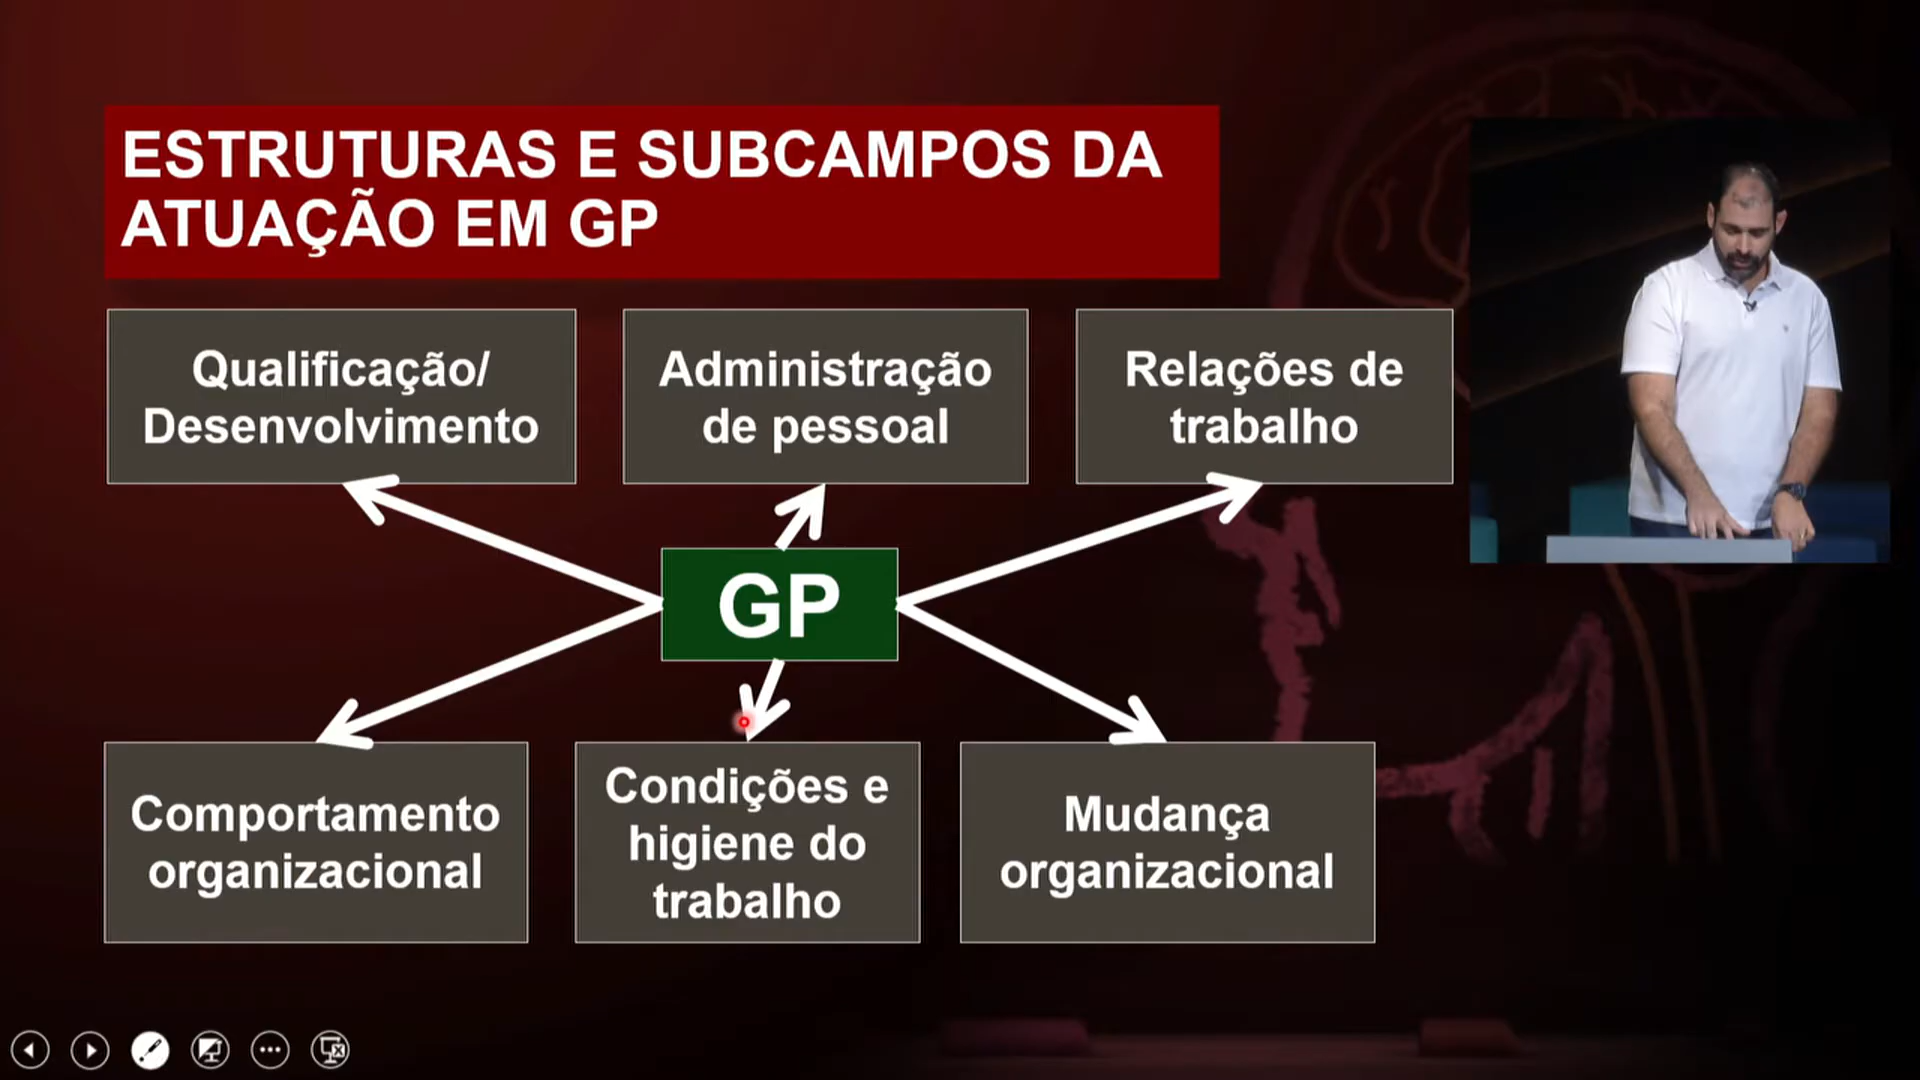 ESTRUTURAS E SUBCAMPOS DA
ATUAÇÃO EM GP
Qualificação/
Desenvolvimento
Administração
de pessoal
Relações de
trabalho
GP
Comportamento
organizacional
Condições e
higiene do
trabalho
Mudança
organizacional